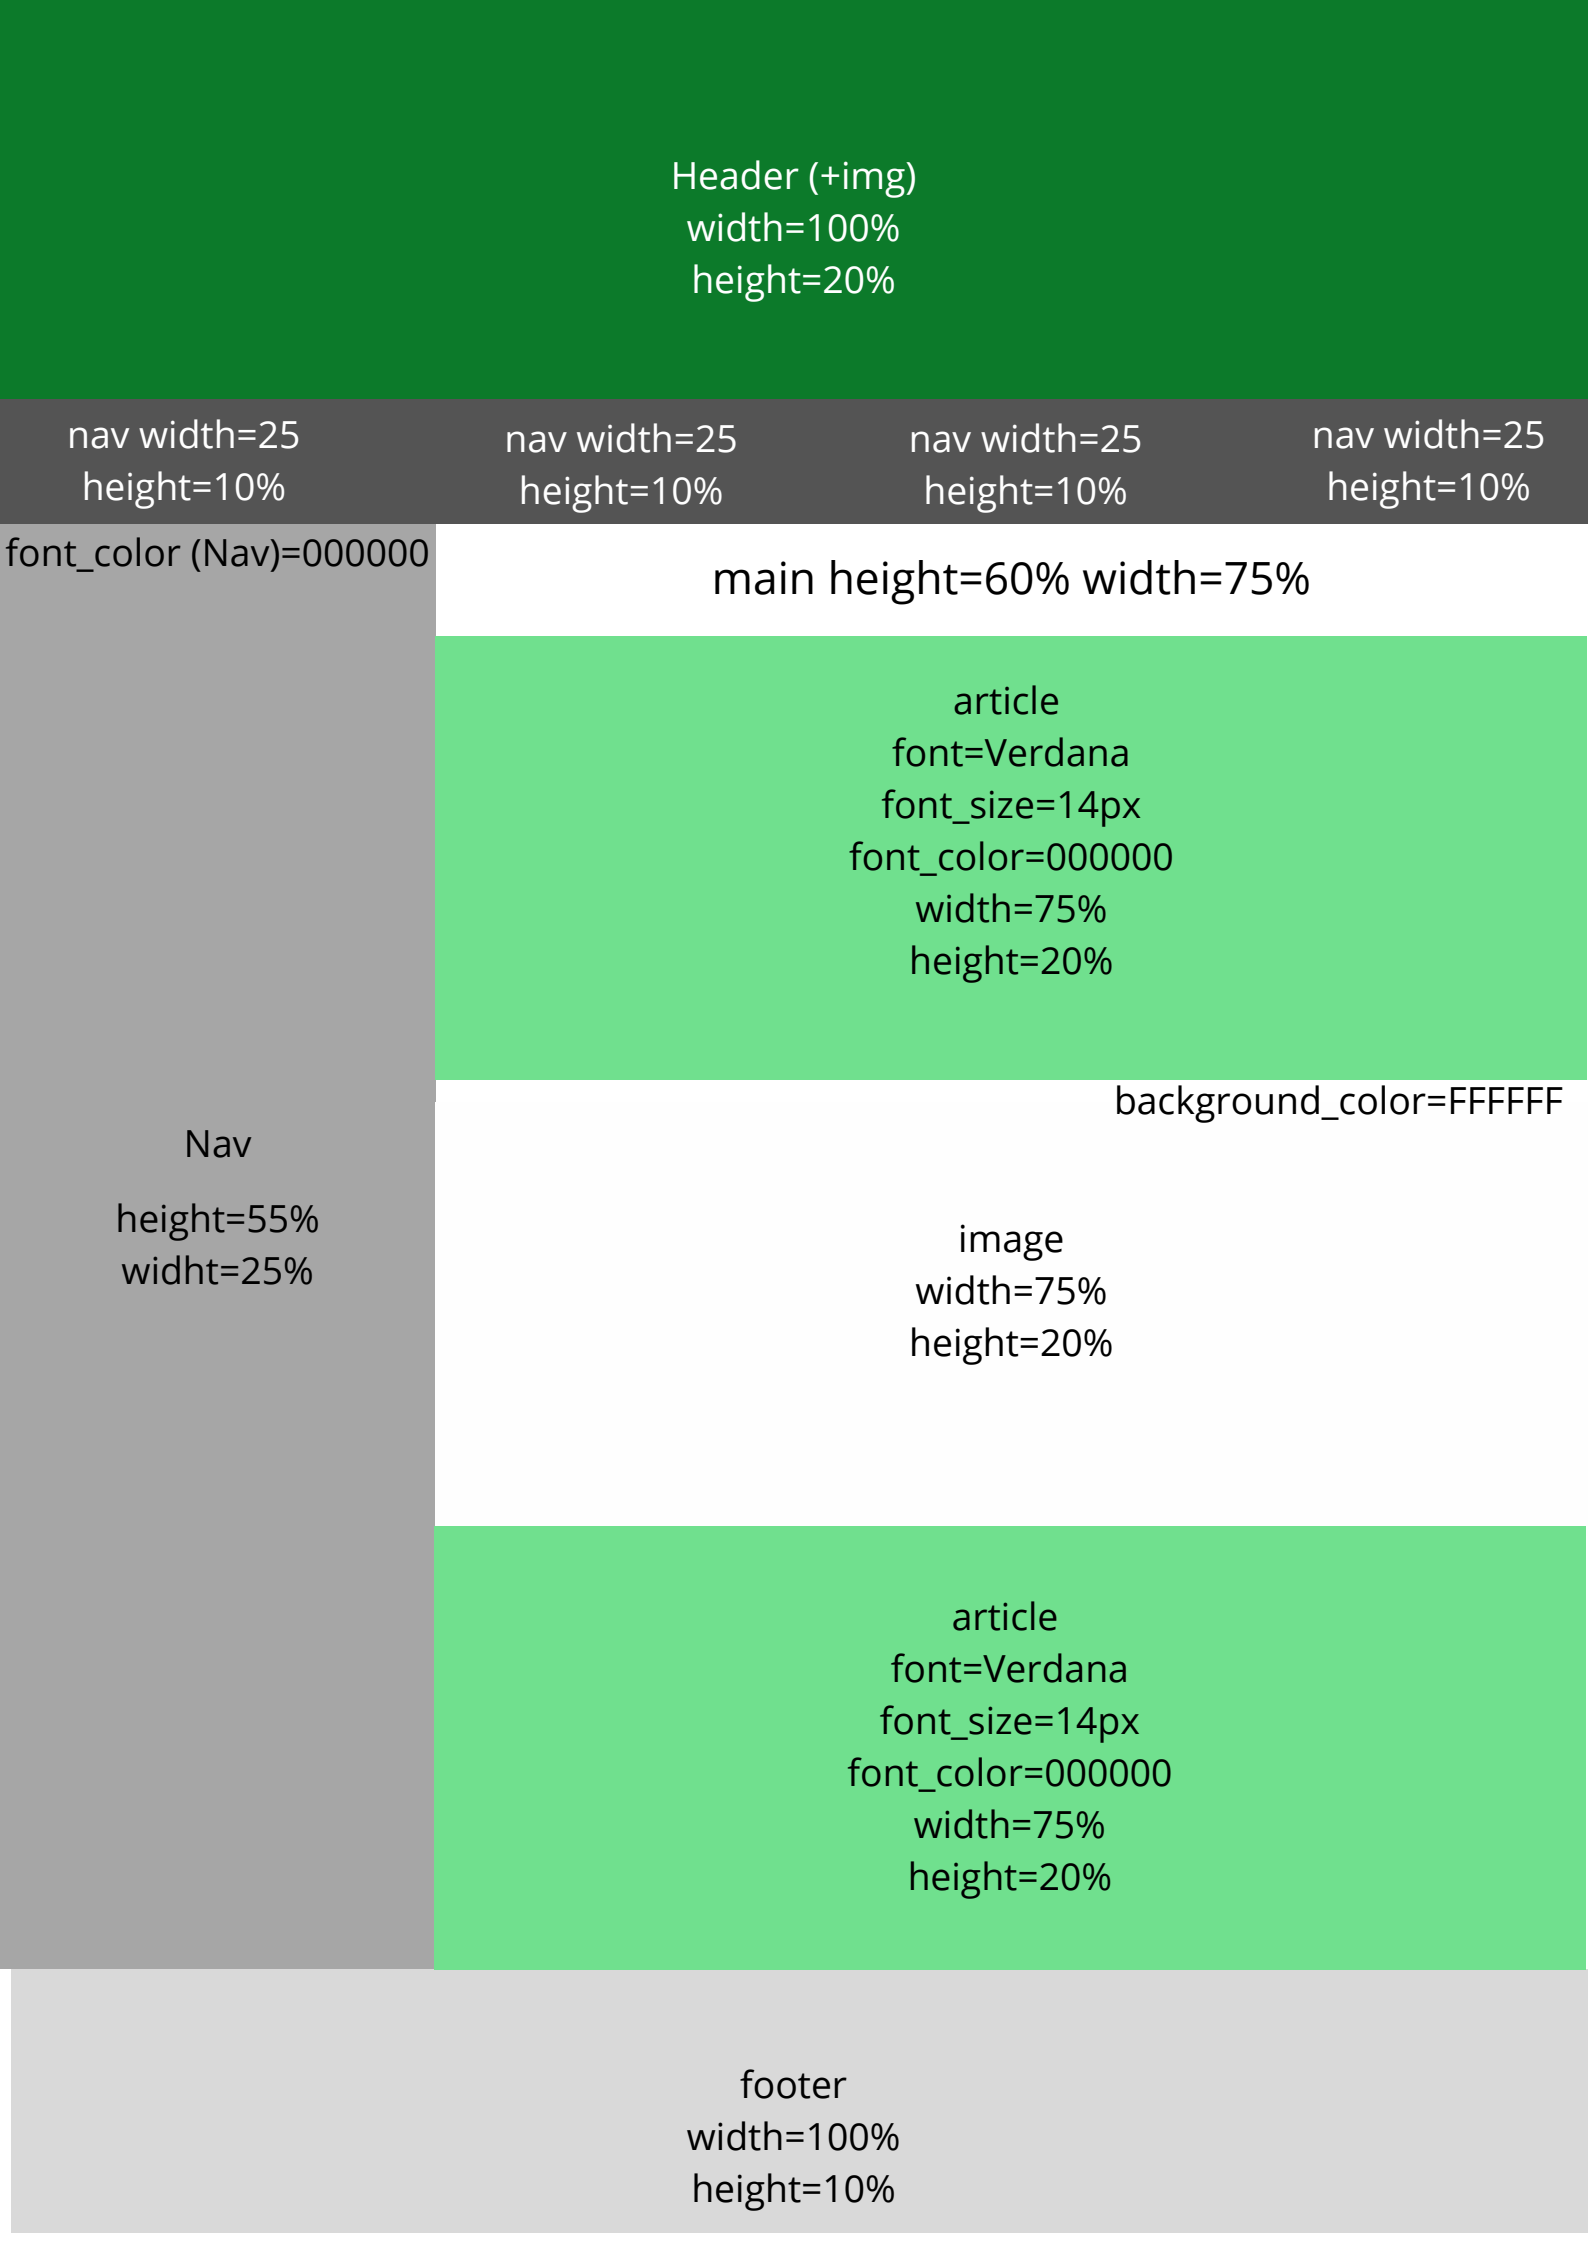 Header (+img)
width=100%
height=20%
nav width=25
height=10%
nav width=25
height=10%
nav width=25
height=10%
nav width=25
height=10%
font_color (Nav)=000000
main height=60% width=75%
article
font=Verdana
font_size=14px
font_color=000000
width=75%
height=20%
background_color=FFFFFF
Nav
height=55%
widht=25%
image
width=75%
height=20%
article
font=Verdana
font_size=14px
font_color=000000
width=75%
height=20%
footer
width=100%
height=10%